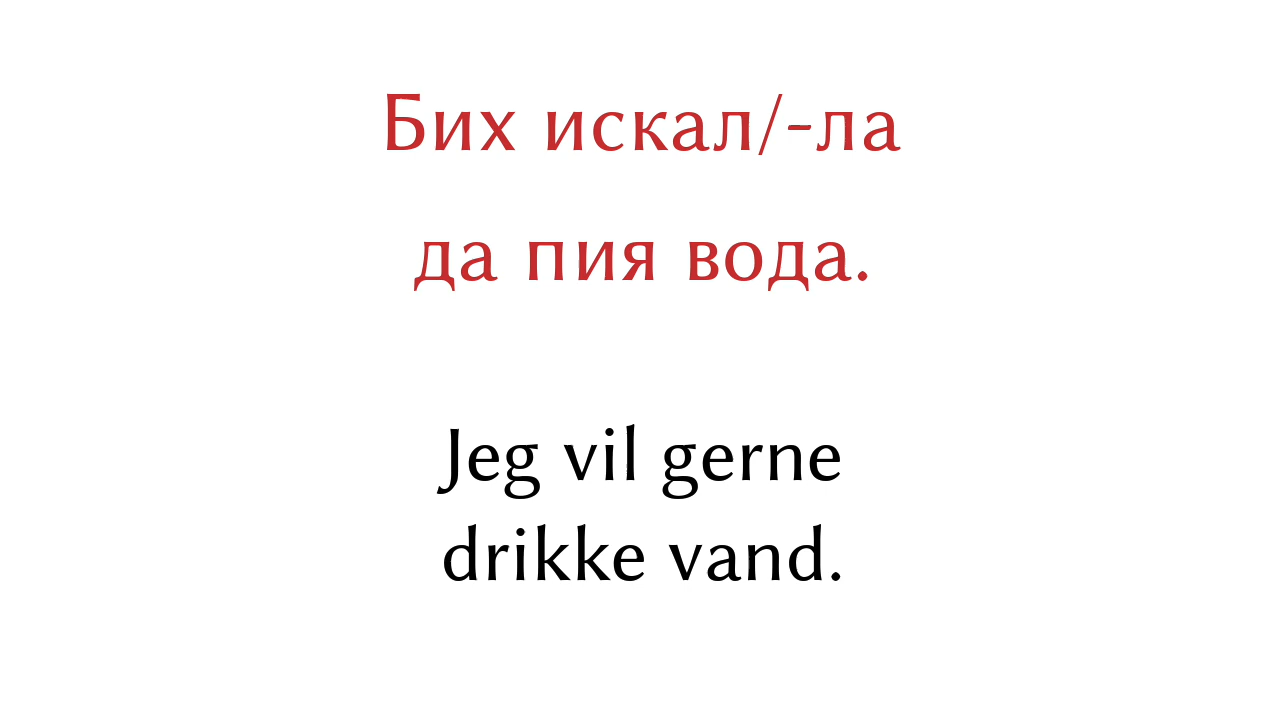 Бих искал/-ла
да пия вода.
Jeg vil gerne
drikke vand.